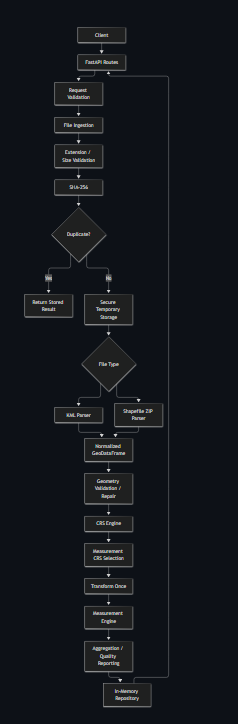 Client
FastAPI Routes
Request
Validation
File Ingestion
Extension /
Size Validation
SHA-256
Duplicate?
Yes
No
Return Stored
Result
Secure
Temporary
Storage
File Type
KML Parser
Shapefile ZIP
Parser
Normalized
GeoDataFrame
Geometry
Validation /
Repair
CRS Engine
Measurement
CRS Selection
Transform Once
Measurement
Engine
Aggregation /
Quality
Reporting
In-Memory
Repository